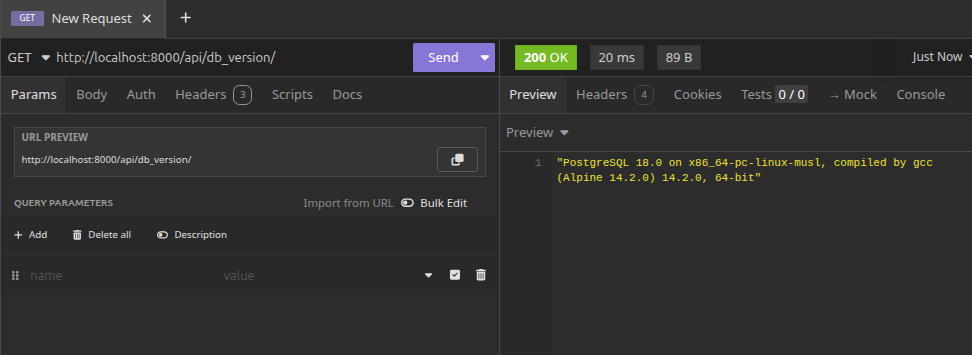 GET New Request
GET http://localhost:8000/api/db_version/ Send 200 OK 20 ms 89 B Just Now
Params Body Auth Headers 3 Scripts Docs
Preview Headers 4 Cookies Tests 0 / 0 → Mock Console
URL PREVIEW
http://localhost:8000/api/db_version/
QUERY PARAMETERS Import from URL Bulk Edit
+ Add Delete all Description
name value
Preview
1 "PostgreSQL 18.0 on x86_64-pc-linux-musl, compiled by gcc
(Alpine 14.2.0) 14.2.0, 64-bit"